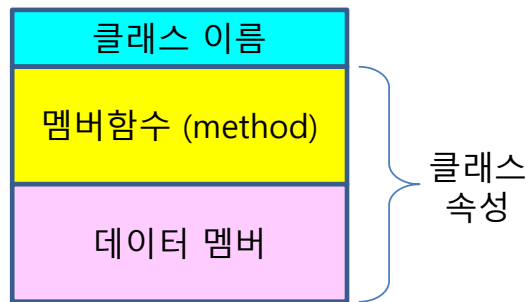 클래스 이름
멤버함수 (method)
데이터 멤버
클래스
속성